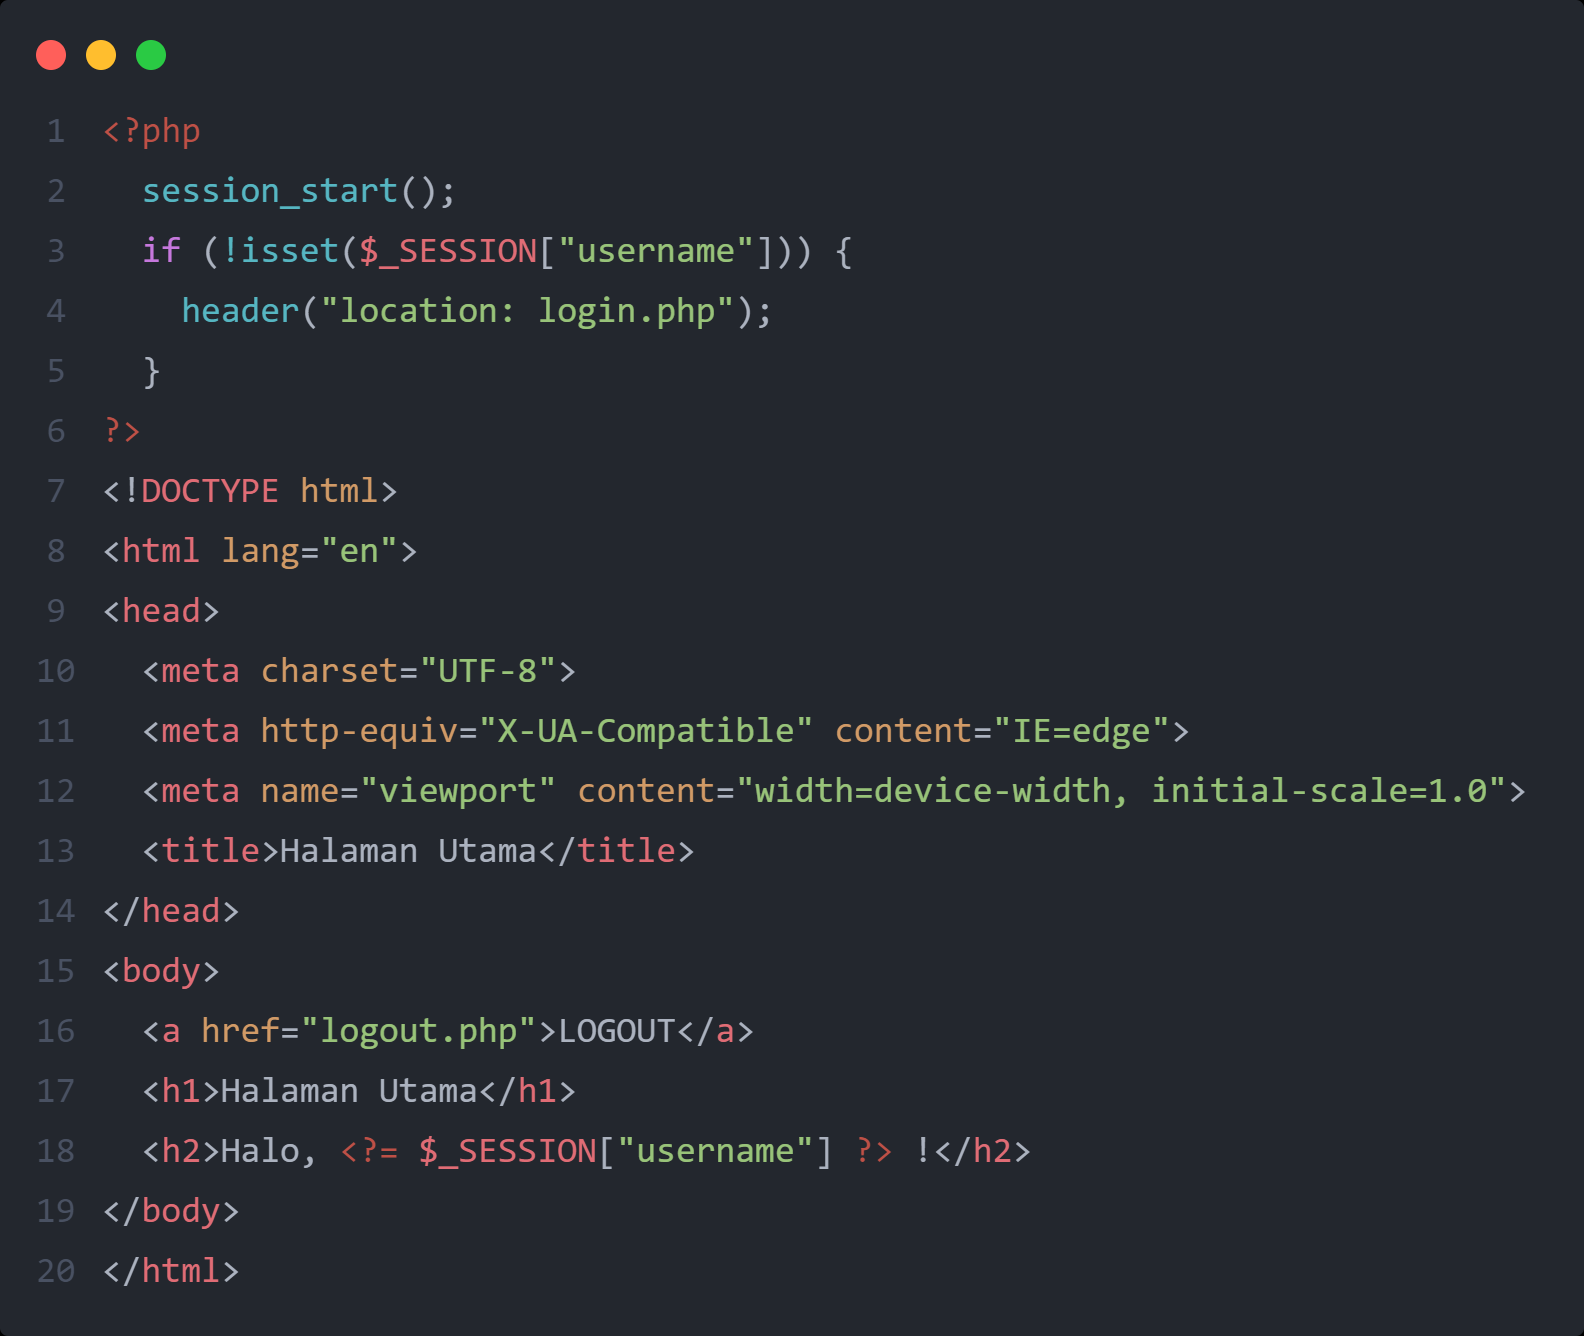 1 <?php
2   session_start();
3   if (!isset($_SESSION["username"])) {
4     header("location: login.php");
5   }
6 ?>
7 <!DOCTYPE html>
8 <html lang="en">
9 <head>
10   <meta charset="UTF-8">
11   <meta http-equiv="X-UA-Compatible" content="IE=edge">
12   <meta name="viewport" content="width=device-width, initial-scale=1.0">
13   <title>Halaman Utama</title>
14 </head>
15 <body>
16   <a href="logout.php">LOGOUT</a>
17   <h1>Halaman Utama</h1>
18   <h2>Halo, <?= $_SESSION["username"] ?> !</h2>
19 </body>
20 </html>